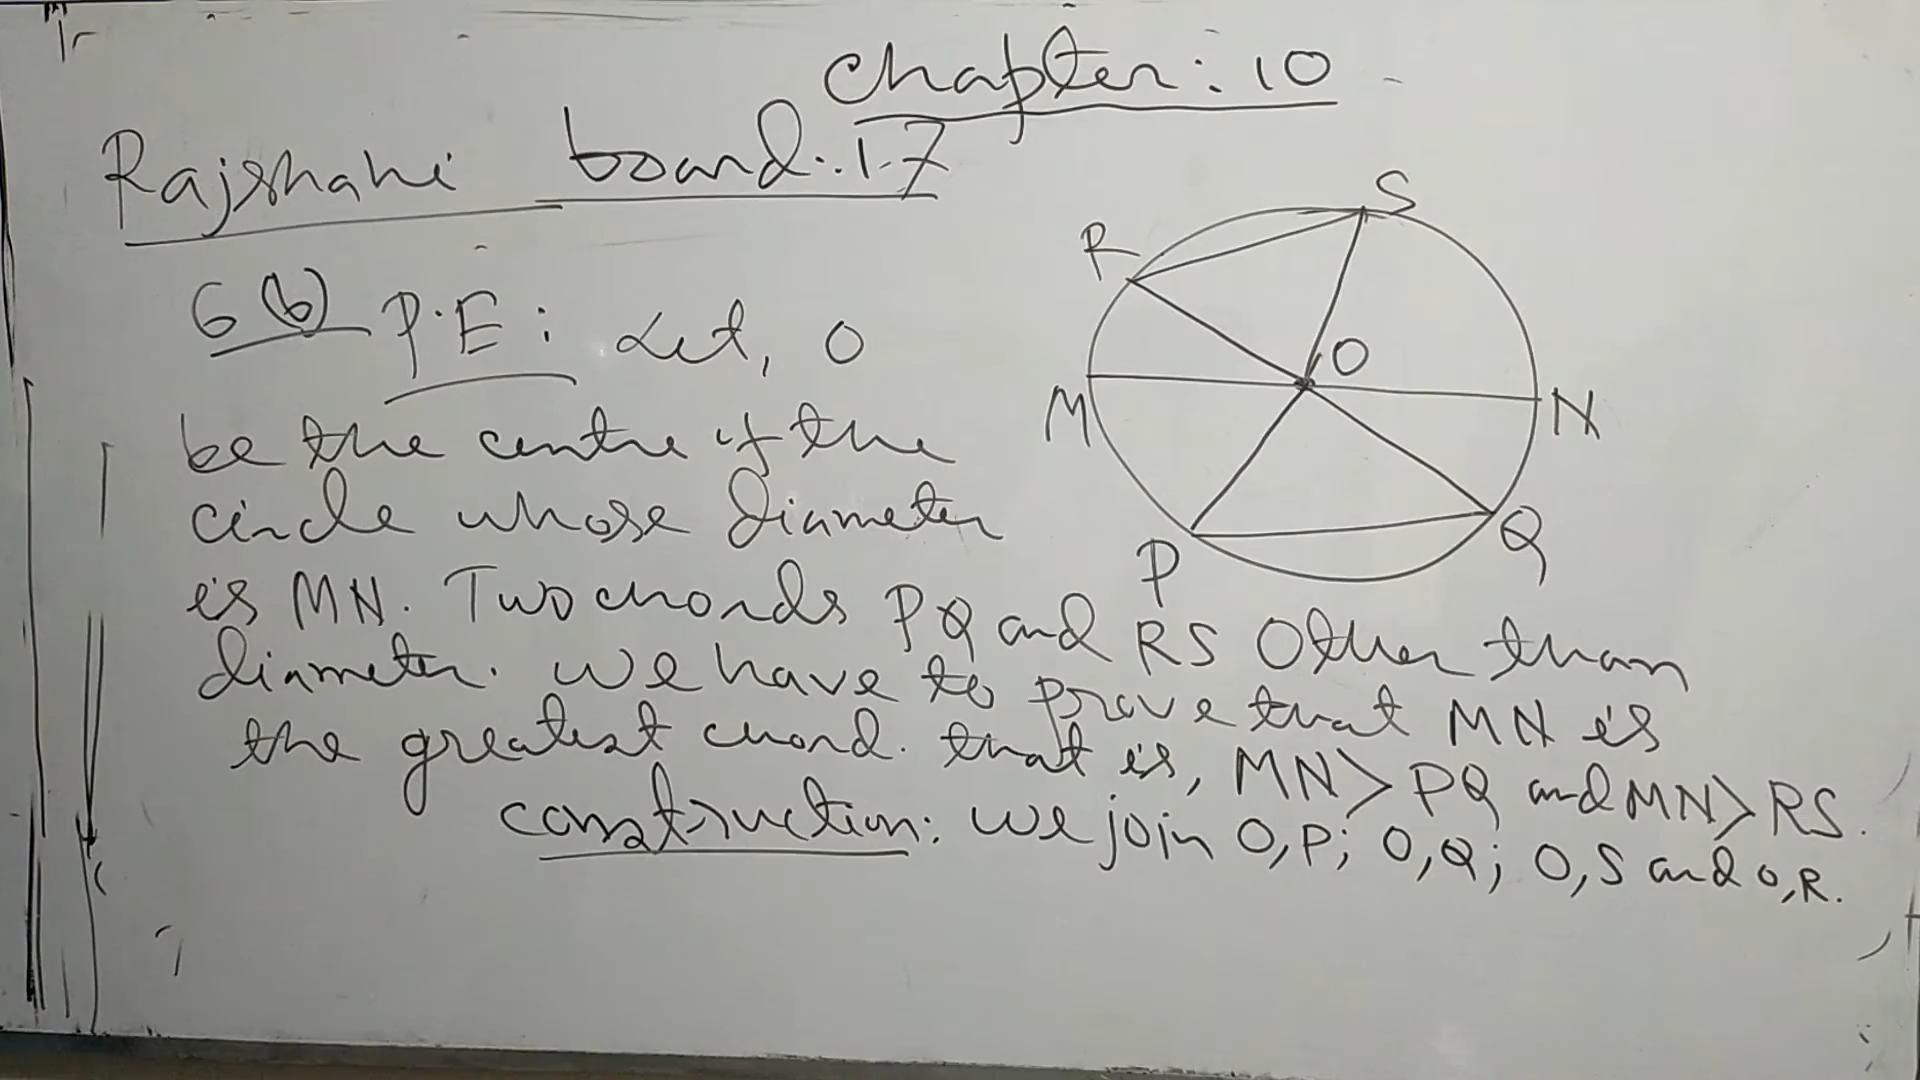 Chapter: 10
Rajshahi board: 17
6 (b) P.E: Let, O
be the centre of the
circle whose diameter
is MN. Two chords PQ and RS Other than
diameter. We have to prove that MN is
the greatest chord. that is, MN > PQ and MN > RS.
construction: We join O,P; O,Q; O,S and O,R.
S
R
O
M
N
P
Q